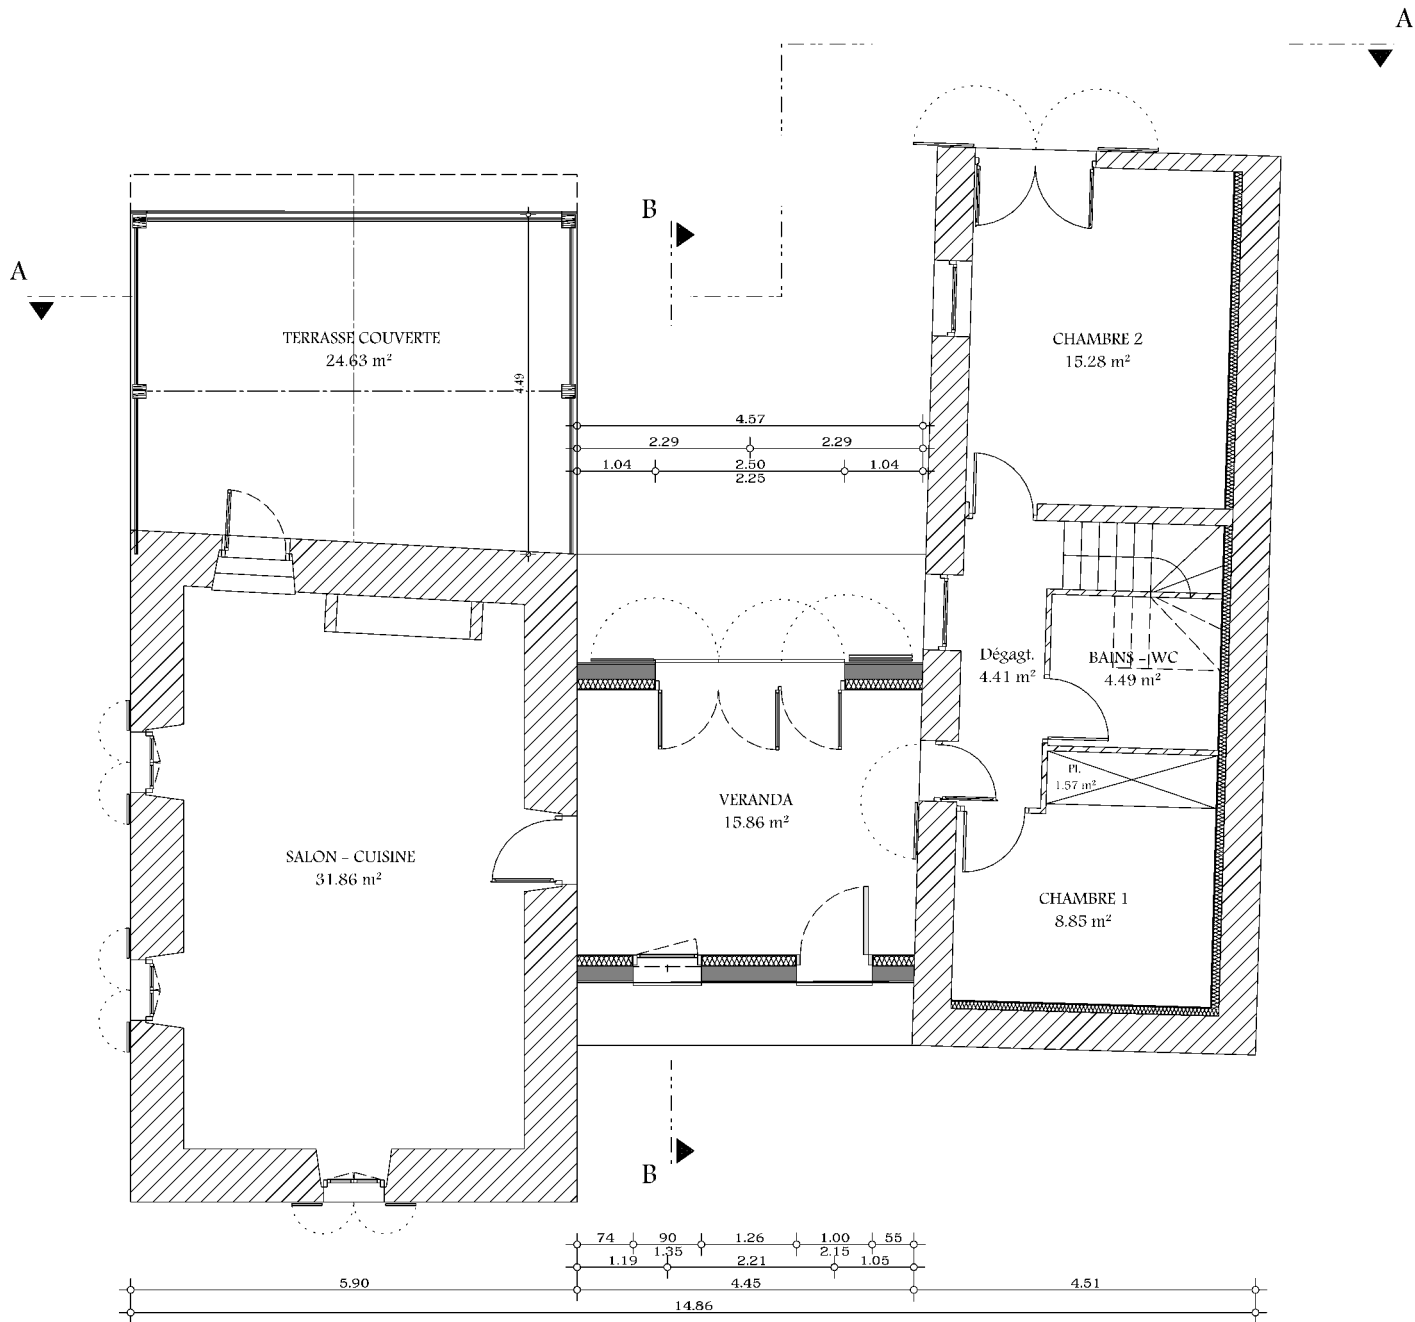 A
B
A
TERRASSE COUVERTE
24.63 m²
4.49
CHAMBRE 2
15.28 m²
4.57
2.29 2.29
1.04 2.50 1.04
2.25
Dégagt.
4.41 m²
BAINS - WC
4.49 m²
Pl.
1.57 m²
VERANDA
15.86 m²
SALON - CUISINE
31.86 m²
CHAMBRE 1
8.85 m²
B
74 90 1.26 1.00 55
1.35 2.15
1.19 2.21 1.05
5.90 4.45 4.51
14.86